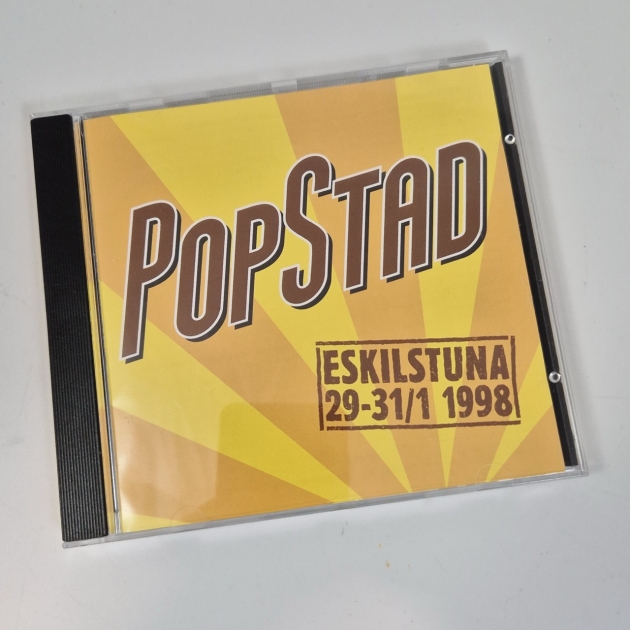 POPSTAD
ESKILSTUNA
29-31/1 1998